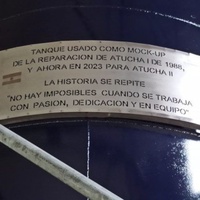 TANQUE USADO COMO MOCK-UP
DE LA REPARACION DE ATUCHA I DE 1988,
Y AHORA EN 2023 PARA ATUCHA II
LA HISTORIA SE REPITE
"NO HAY IMPOSIBLES CUANDO SE TRABAJA
CON PASION, DEDICACION Y EN EQUIPO"